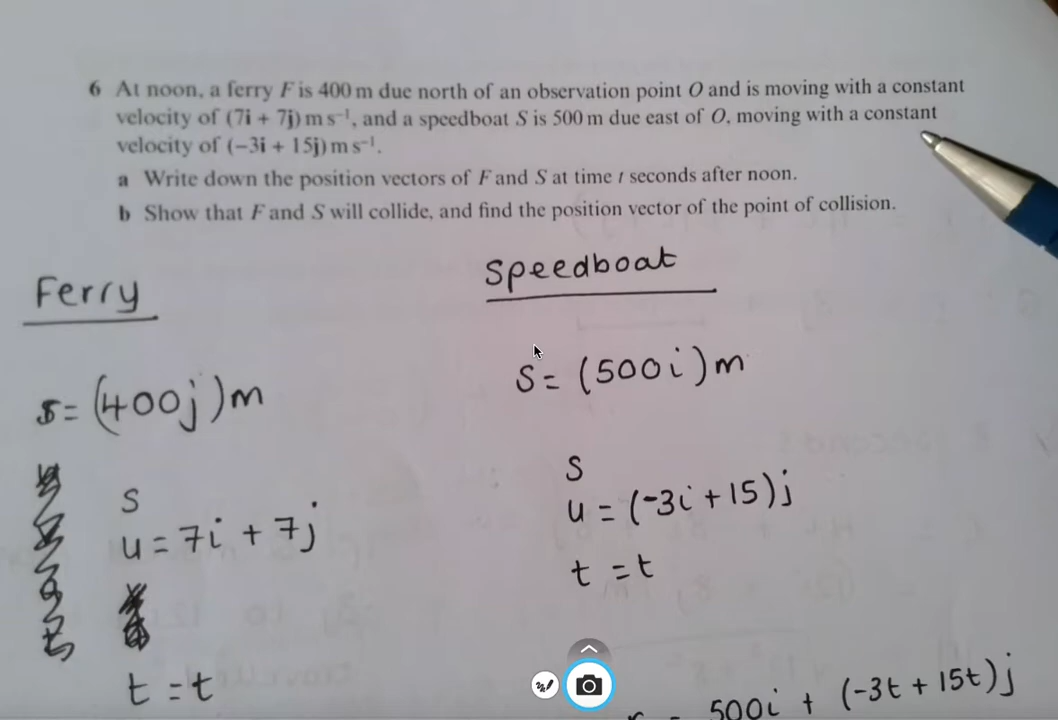 6 At noon, a ferry F is 400 m due north of an observation point O and is moving with a constant
velocity of (7i + 7j) m s⁻¹, and a speedboat S is 500 m due east of O, moving with a constant
velocity of (−3i + 15j) m s⁻¹.
a Write down the position vectors of F and S at time t seconds after noon.
b Show that F and S will collide, and find the position vector of the point of collision.
Ferry
s = (400j)m
s
u = 7i + 7j
t = t
Speedboat
s = (500i)m
s
u = (-3i + 15)j
t = t
500i + (-3t + 15t)j